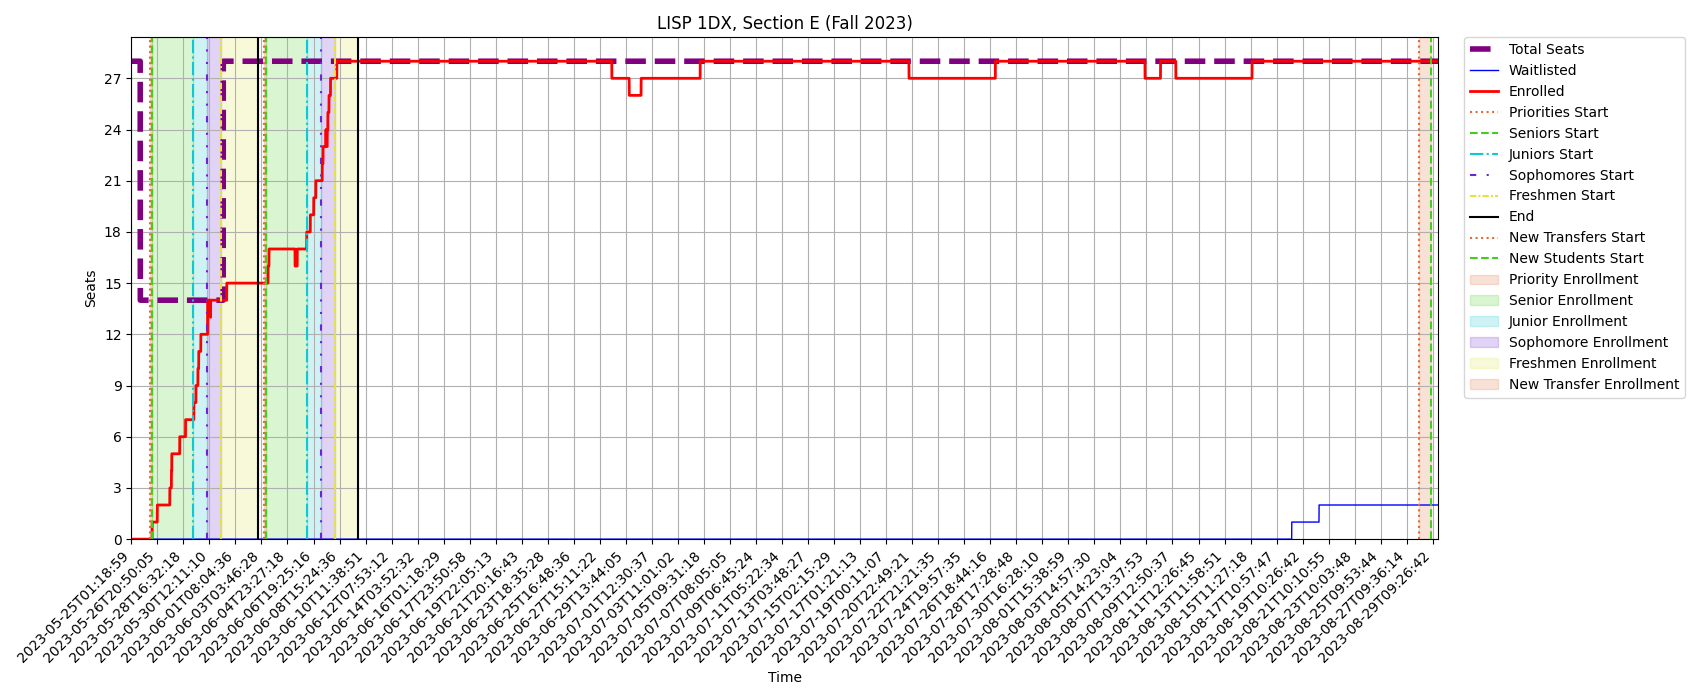 LISP 1DX, Section E (Fall 2023)
Seats
27
24
21
18
15
12
9
6
3
0
2023-05-25T01:18:59
2023-05-26T20:50:05
2023-05-28T16:32:18
2023-05-30T12:11:10
2023-06-01T08:04:36
2023-06-03T03:46:28
2023-06-04T23:27:18
2023-06-06T19:25:16
2023-06-08T15:24:36
2023-06-10T11:38:51
2023-06-12T07:53:12
2023-06-14T04:52:32
2023-06-16T01:18:29
2023-06-17T23:50:58
2023-06-19T22:05:13
2023-06-21T20:16:43
2023-06-23T18:35:28
2023-06-25T16:48:36
2023-06-27T15:11:22
2023-06-29T13:44:05
2023-07-01T12:30:37
2023-07-03T11:01:02
2023-07-05T09:31:18
2023-07-07T08:05:05
2023-07-09T06:45:24
2023-07-11T05:22:34
2023-07-13T03:48:27
2023-07-15T02:15:29
2023-07-17T01:21:13
2023-07-19T00:11:07
2023-07-20T22:49:21
2023-07-22T21:21:35
2023-07-24T19:57:35
2023-07-26T18:44:16
2023-07-28T17:28:48
2023-07-30T16:28:10
2023-08-01T15:38:59
2023-08-03T14:57:30
2023-08-05T14:23:04
2023-08-07T13:37:53
2023-08-09T12:50:37
2023-08-11T12:26:45
2023-08-13T11:58:51
2023-08-15T11:27:18
2023-08-17T10:57:47
2023-08-19T10:26:42
2023-08-21T10:10:55
2023-08-23T10:03:48
2023-08-25T09:53:44
2023-08-27T09:36:14
2023-08-29T09:26:42
Time
Total Seats
Waitlisted
Enrolled
Priorities Start
Seniors Start
Juniors Start
Sophomores Start
Freshmen Start
End
New Transfers Start
New Students Start
Priority Enrollment
Senior Enrollment
Junior Enrollment
Sophomore Enrollment
Freshmen Enrollment
New Transfer Enrollment